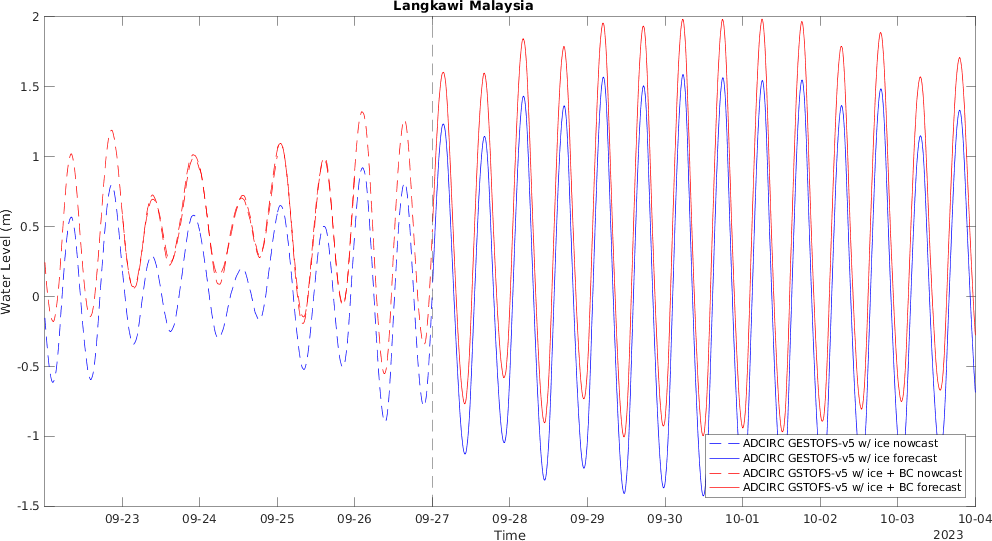 Langkawi Malaysia
Water Level (m)
2
1.5
1
0.5
0
-0.5
-1
-1.5
ADCIRC GESTOFS-v5 w/ ice nowcast
ADCIRC GESTOFS-v5 w/ ice forecast
ADCIRC GSTOFS-v5 w/ ice + BC nowcast
ADCIRC GSTOFS-v5 w/ ice + BC forecast
09-23 09-24 09-25 09-26 09-27 09-28 09-29 09-30 10-01 10-02 10-03 10-04
Time
2023